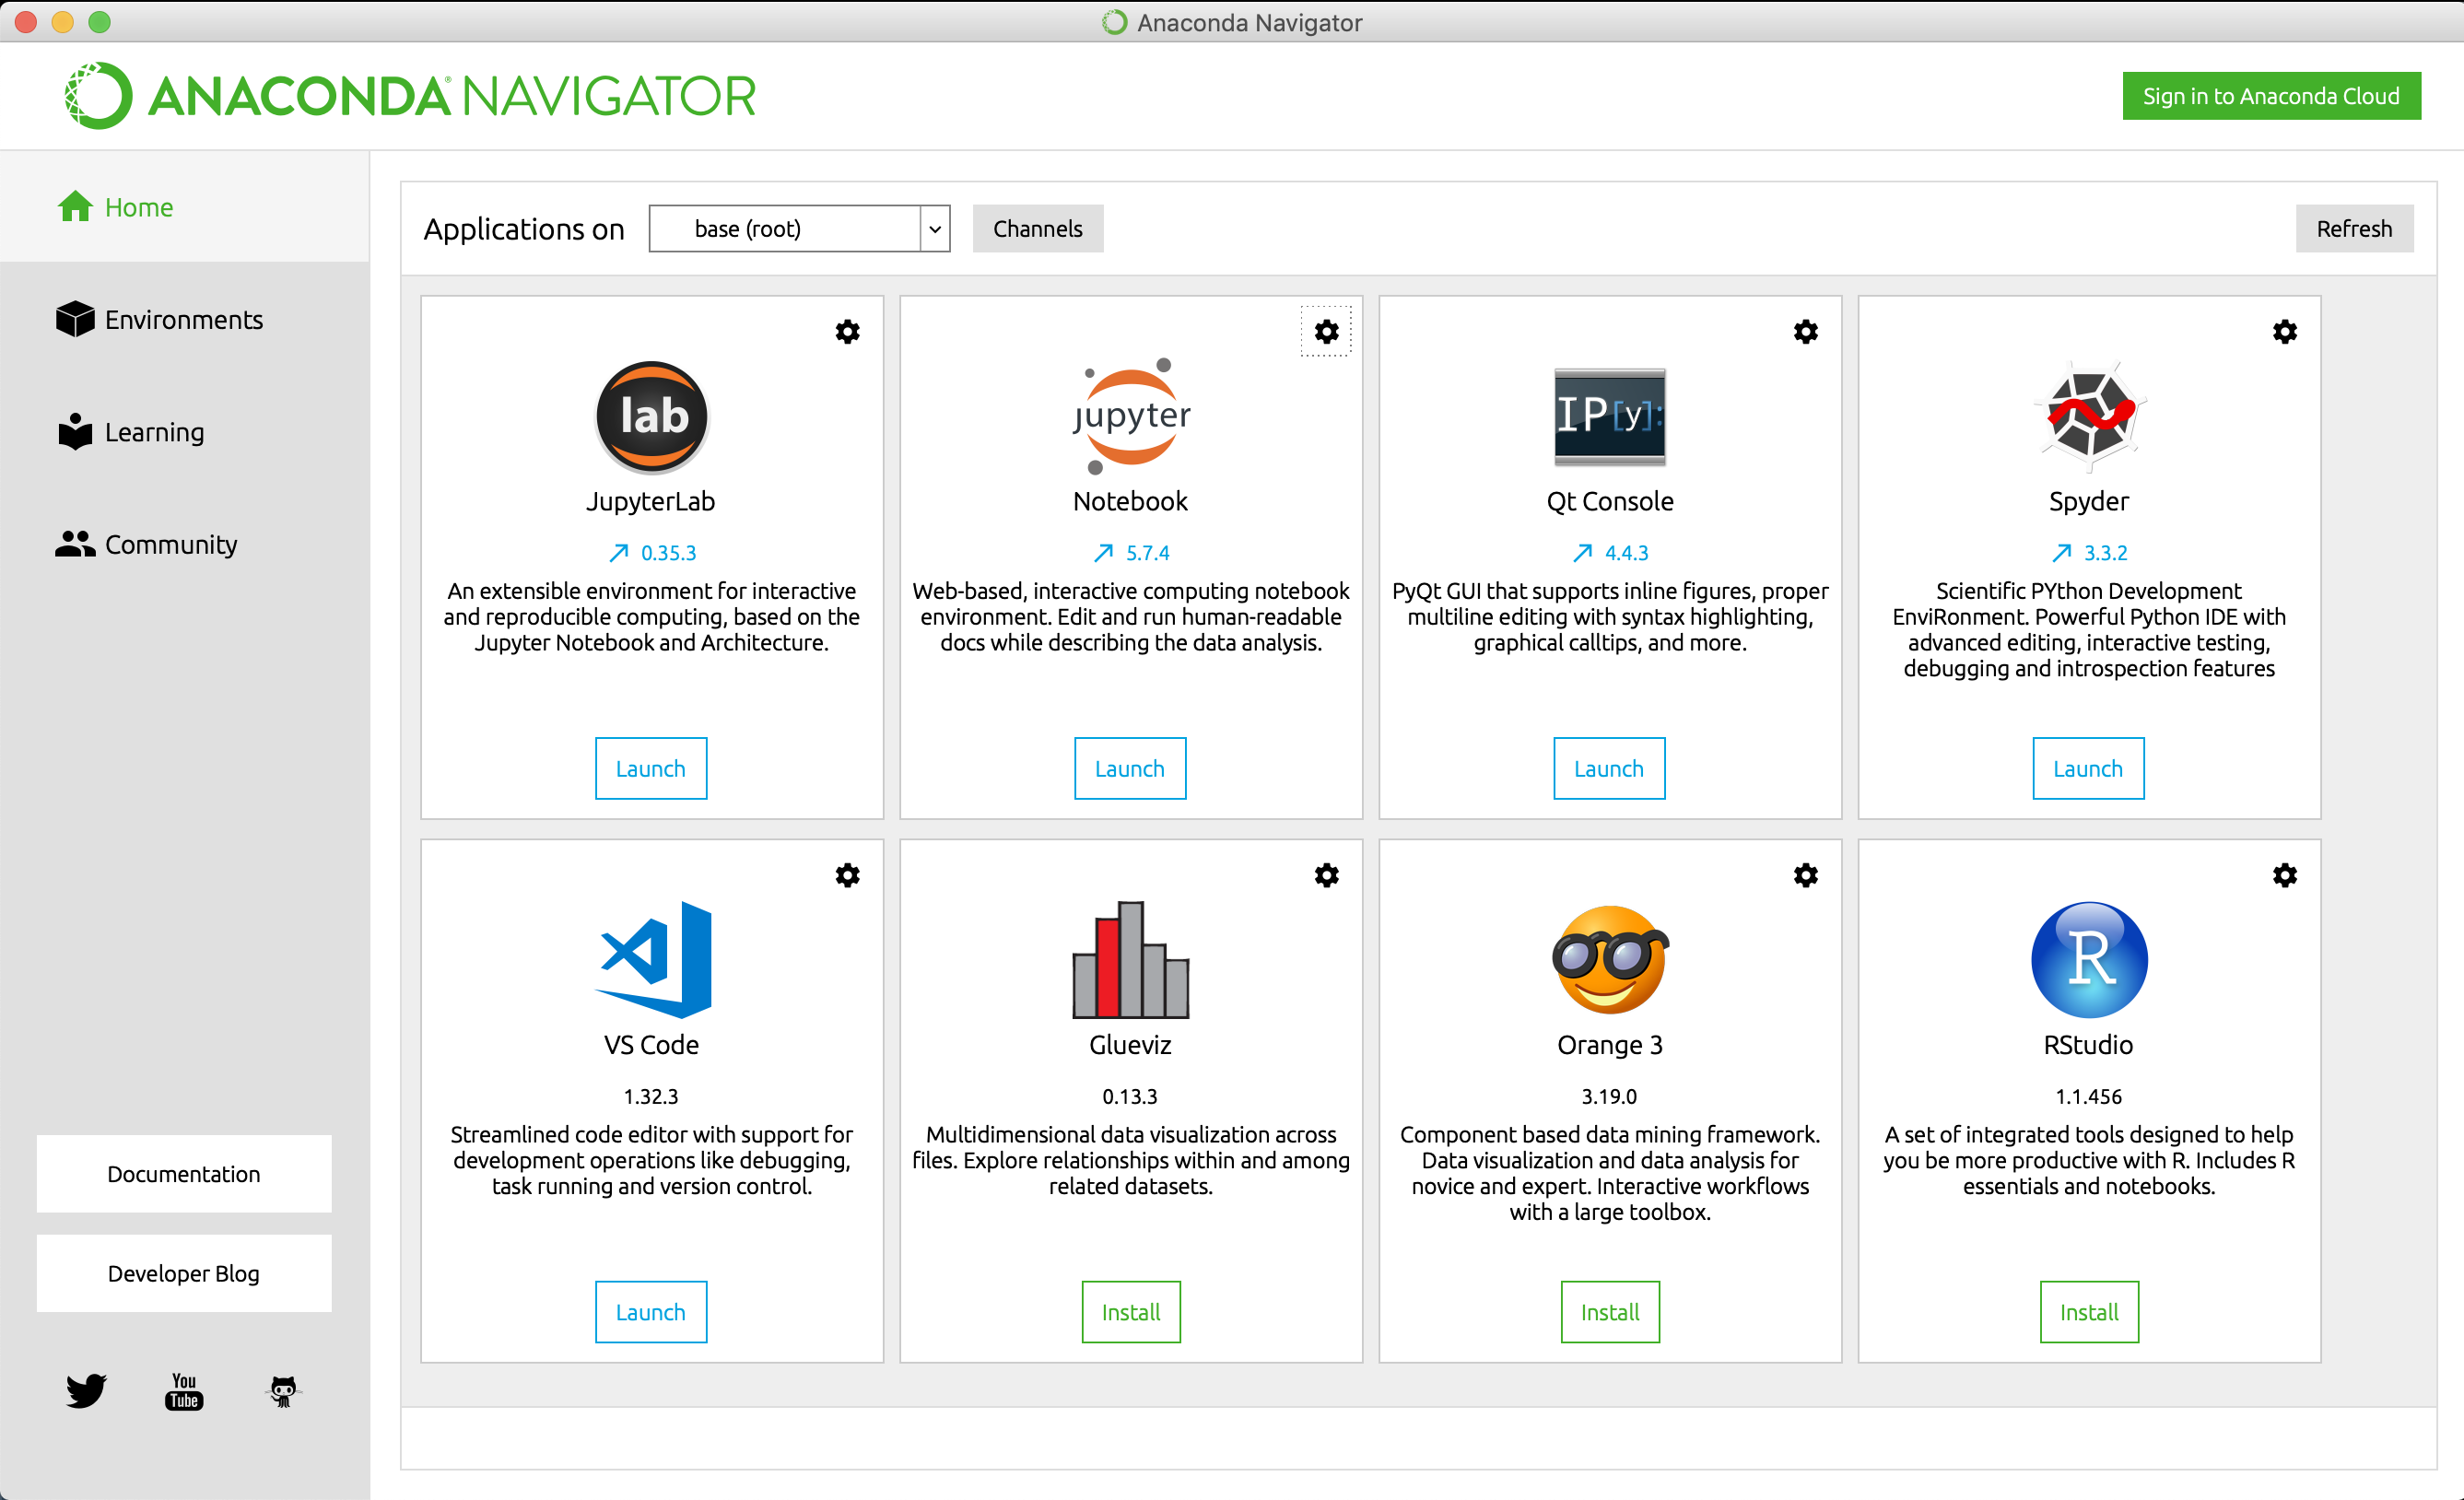 Anaconda Navigator
ANACONDA® NAVIGATOR
Sign in to Anaconda Cloud
Home
Environments
Learning
Community
Documentation
Developer Blog
You
Tube
Applications on
base (root)
Channels
Refresh
lab
JupyterLab
0.35.3
An extensible environment for interactive
and reproducible computing, based on the
Jupyter Notebook and Architecture.
Launch
jupyter
Notebook
5.7.4
Web-based, interactive computing notebook
environment. Edit and run human-readable
docs while describing the data analysis.
Launch
IP[y]:
Qt Console
4.4.3
PyQt GUI that supports inline figures, proper
multiline editing with syntax highlighting,
graphical calltips, and more.
Launch
Spyder
3.3.2
Scientific PYthon Development
EnviRonment. Powerful Python IDE with
advanced editing, interactive testing,
debugging and introspection features
Launch
VS Code
1.32.3
Streamlined code editor with support for
development operations like debugging,
task running and version control.
Launch
Glueviz
0.13.3
Multidimensional data visualization across
files. Explore relationships within and among
related datasets.
Install
Orange 3
3.19.0
Component based data mining framework.
Data visualization and data analysis for
novice and expert. Interactive workflows
with a large toolbox.
Install
R
RStudio
1.1.456
A set of integrated tools designed to help
you be more productive with R. Includes R
essentials and notebooks.
Install